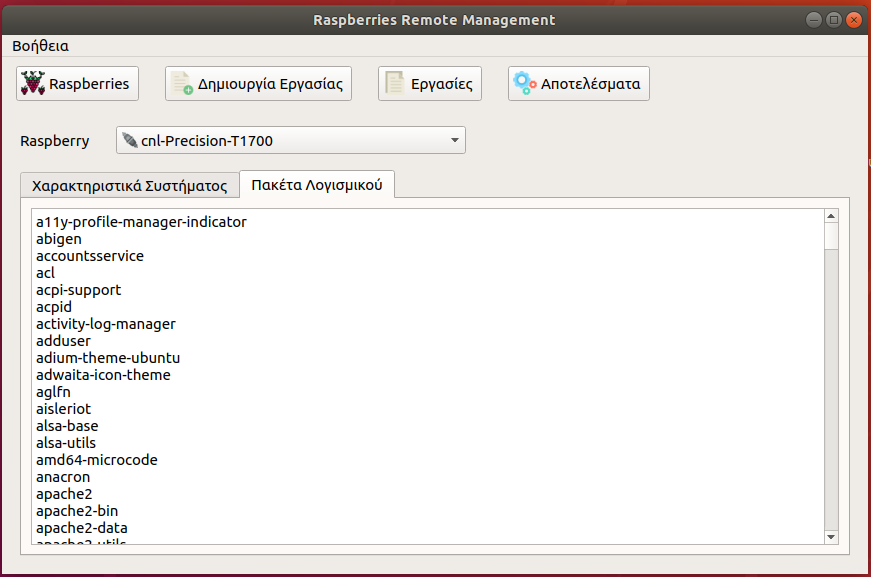 Raspberries Remote Management
Βοήθεια
Raspberries
Δημιουργία Εργασίας
Εργασίες
Αποτελέσματα
Raspberry
cnl-Precision-T1700
Χαρακτηριστικά Συστήματος
Πακέτα Λογισμικού
a11y-profile-manager-indicator
abigen
accountsservice
acl
acpi-support
acpid
activity-log-manager
adduser
adium-theme-ubuntu
adwaita-icon-theme
aglfn
aisleriot
alsa-base
alsa-utils
amd64-microcode
anacron
apache2
apache2-bin
apache2-data
apache2-utils